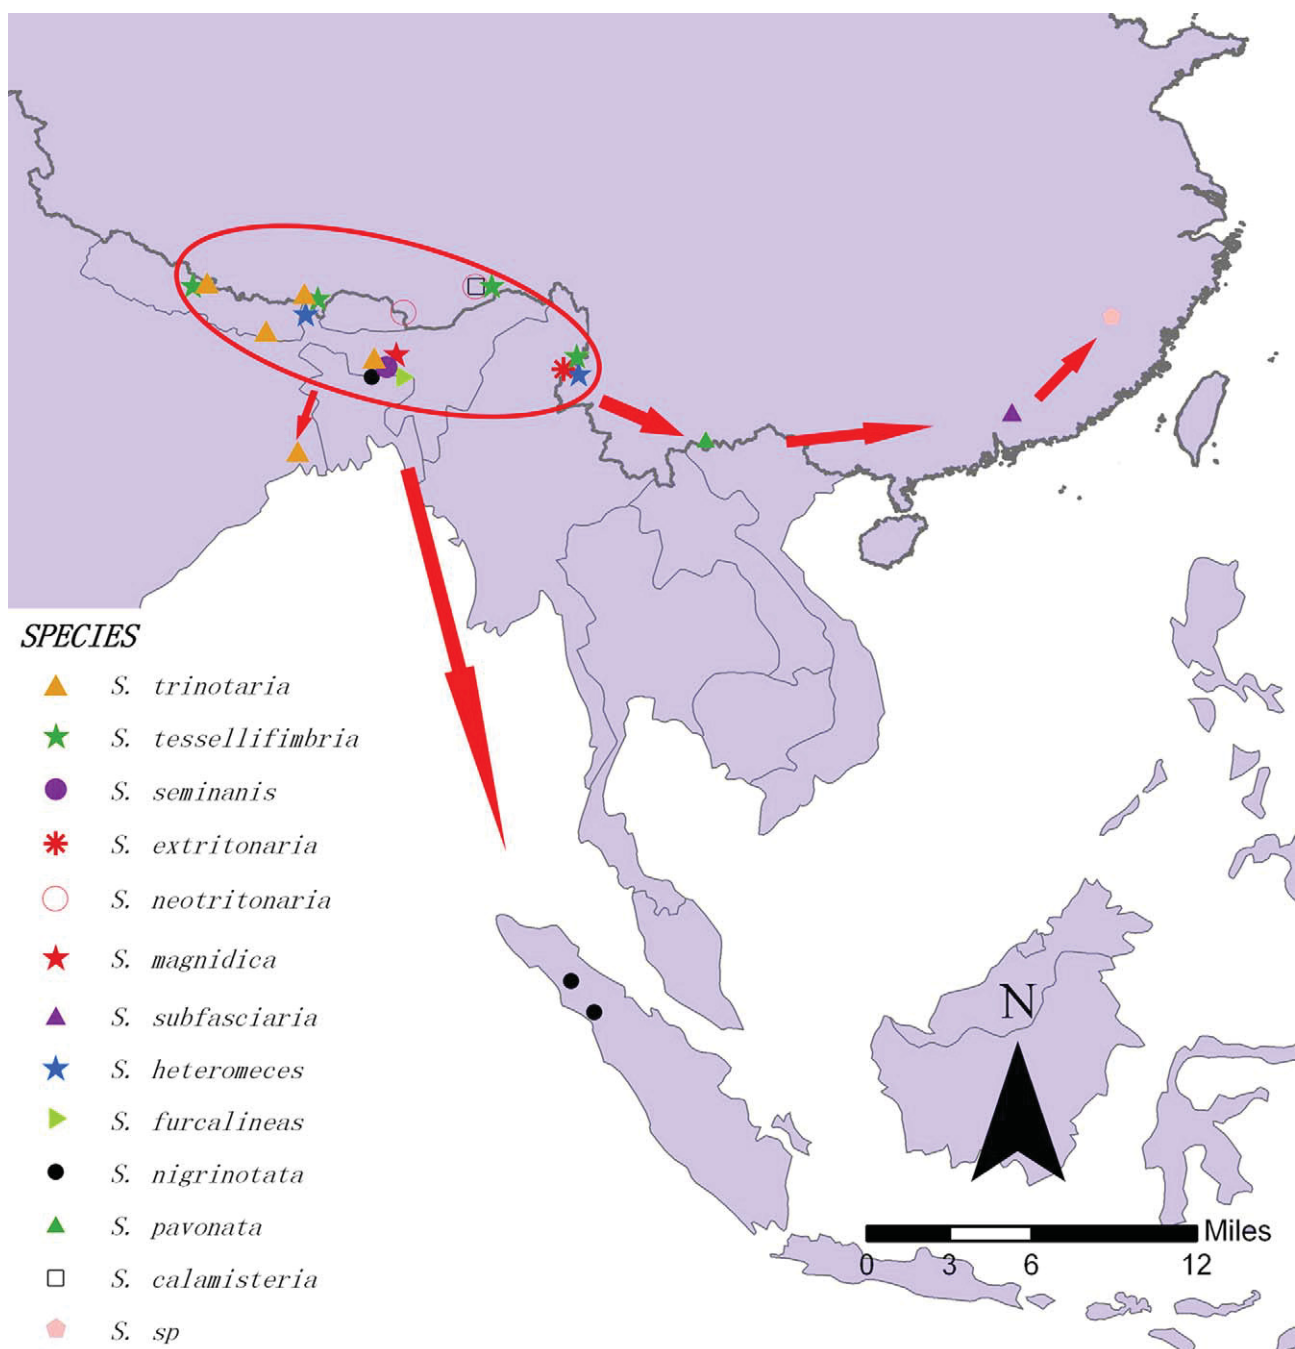 SPECIES
S. trinotaria
S. tessellifimbria
S. seminanis
S. extritonaria
S. neotritonaria
S. magnidica
S. subfasciaria
S. heteromeces
S. furcalineas
S. nigrinotata
S. pavonata
S. calamisteria
S. sp
N
Miles
0 3 6 12